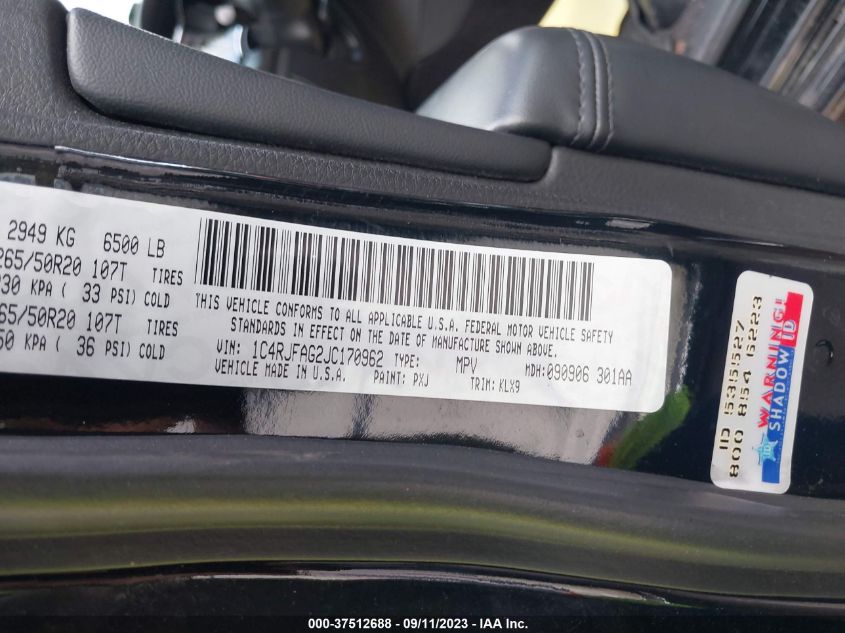 2949 KG 6500 LB
265/50R20 107T TIRES
230 KPA ( 33 PSI) COLD
65/50R20 107T TIRES
50 KPA ( 36 PSI) COLD
THIS VEHICLE CONFORMS TO ALL APPLICABLE U.S.A. FEDERAL MOTOR VEHICLE SAFETY
STANDARDS IN EFFECT ON THE DATE OF MANUFACTURE SHOWN ABOVE.
VIN: 1C4RJFAG2JC170962 TYPE: MPV MDH: 090906 301AA
VEHICLE MADE IN U.S.A. PAINT: PXJ TRIM: KLX9
ID 535527
800 854 6223
WARNING!
SHADOW ID
000-37512688 - 09/11/2023 - IAA Inc.